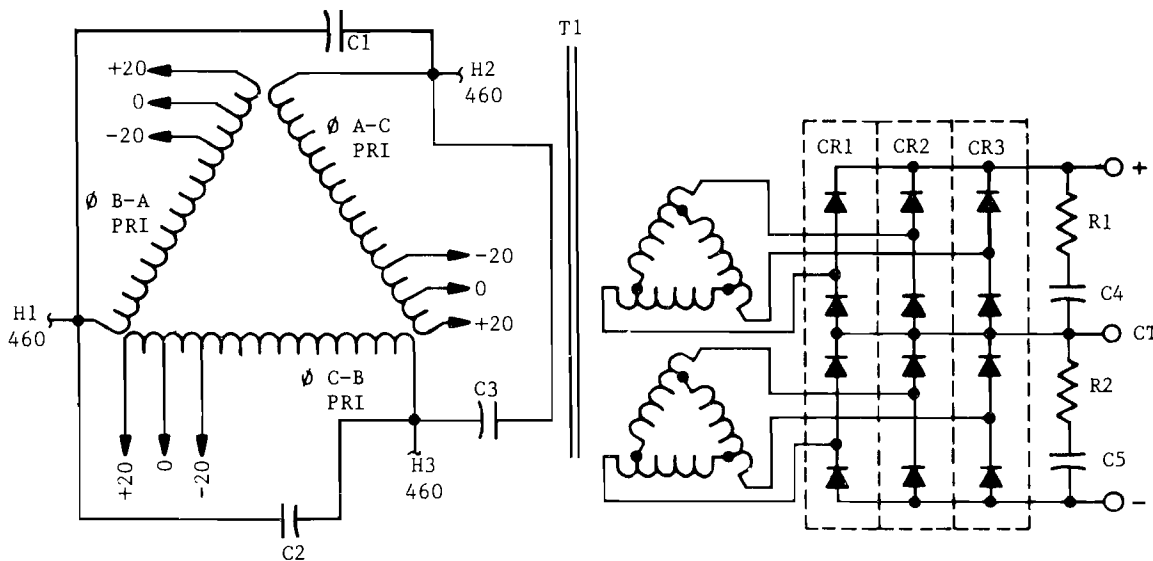 T1
C1
+20
0
-20
H2
460
ø A-C
PRI
ø B-A
PRI
CR1
CR2
CR3
+
R1
-20
0
+20
C4
H1
460
CT
ø C-B
PRI
C3
R2
+20
0
-20
H3
460
C5
-
C2